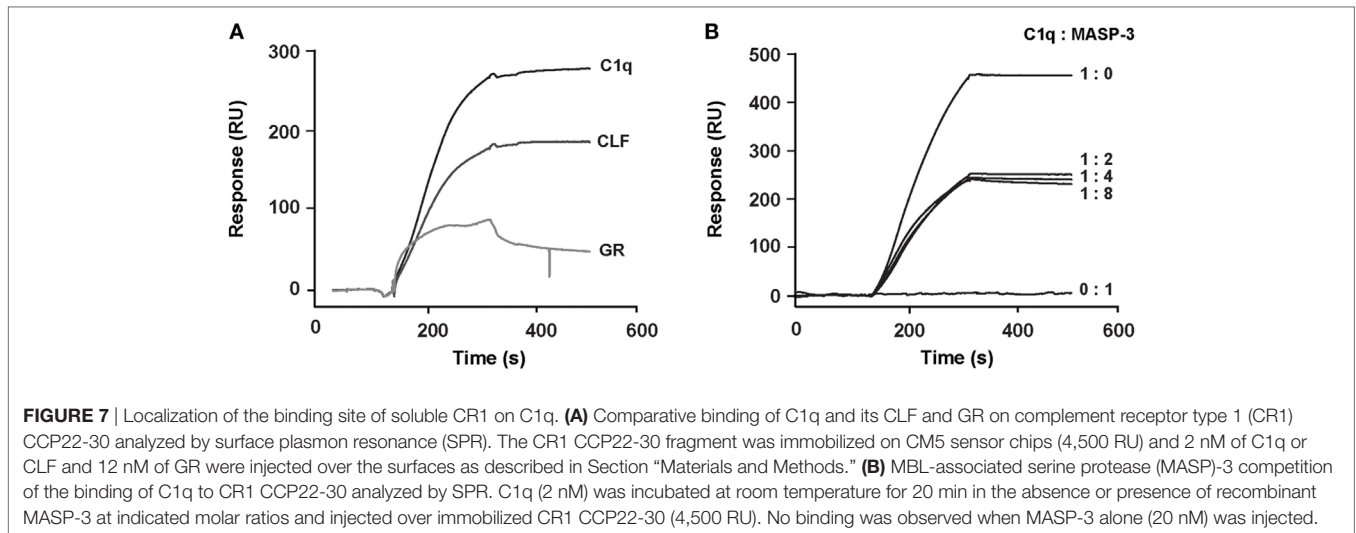 A
300
200
100
0
Response (RU)
C1q
CLF
GR
0
200
400
600
Time (s)
B
C1q : MASP-3
500
400
300
200
100
0
Response (RU)
1 : 0
1 : 2
1 : 4
1 : 8
0 : 1
0
200
400
600
Time (s)
FIGURE 7 | Localization of the binding site of soluble CR1 on C1q. (A) Comparative binding of C1q and its CLF and GR on complement receptor type 1 (CR1)
CCP22-30 analyzed by surface plasmon resonance (SPR). The CR1 CCP22-30 fragment was immobilized on CM5 sensor chips (4,500 RU) and 2 nM of C1q or
CLF and 12 nM of GR were injected over the surfaces as described in Section “Materials and Methods.” (B) MBL-associated serine protease (MASP)-3 competition
of the binding of C1q to CR1 CCP22-30 analyzed by SPR. C1q (2 nM) was incubated at room temperature for 20 min in the absence or presence of recombinant
MASP-3 at indicated molar ratios and injected over immobilized CR1 CCP22-30 (4,500 RU). No binding was observed when MASP-3 alone (20 nM) was injected.